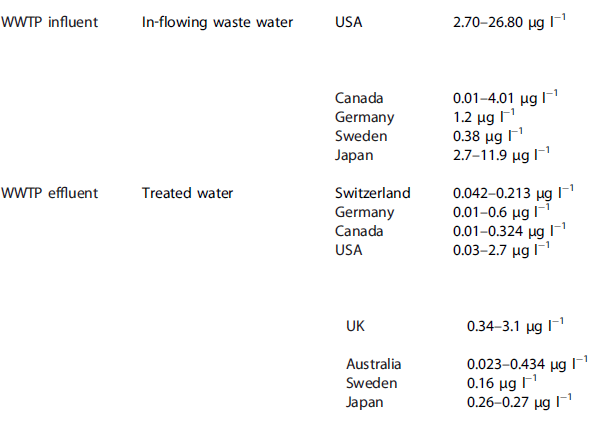 WWTP influent In-flowing waste water USA 2.70–26.80 µg l⁻¹
Canada 0.01–4.01 µg l⁻¹
Germany 1.2 µg l⁻¹
Sweden 0.38 µg l⁻¹
Japan 2.7–11.9 µg l⁻¹
WWTP effluent Treated water Switzerland 0.042–0.213 µg l⁻¹
Germany 0.01–0.6 µg l⁻¹
Canada 0.01–0.324 µg l⁻¹
USA 0.03–2.7 µg l⁻¹
UK 0.34–3.1 µg l⁻¹
Australia 0.023–0.434 µg l⁻¹
Sweden 0.16 µg l⁻¹
Japan 0.26–0.27 µg l⁻¹